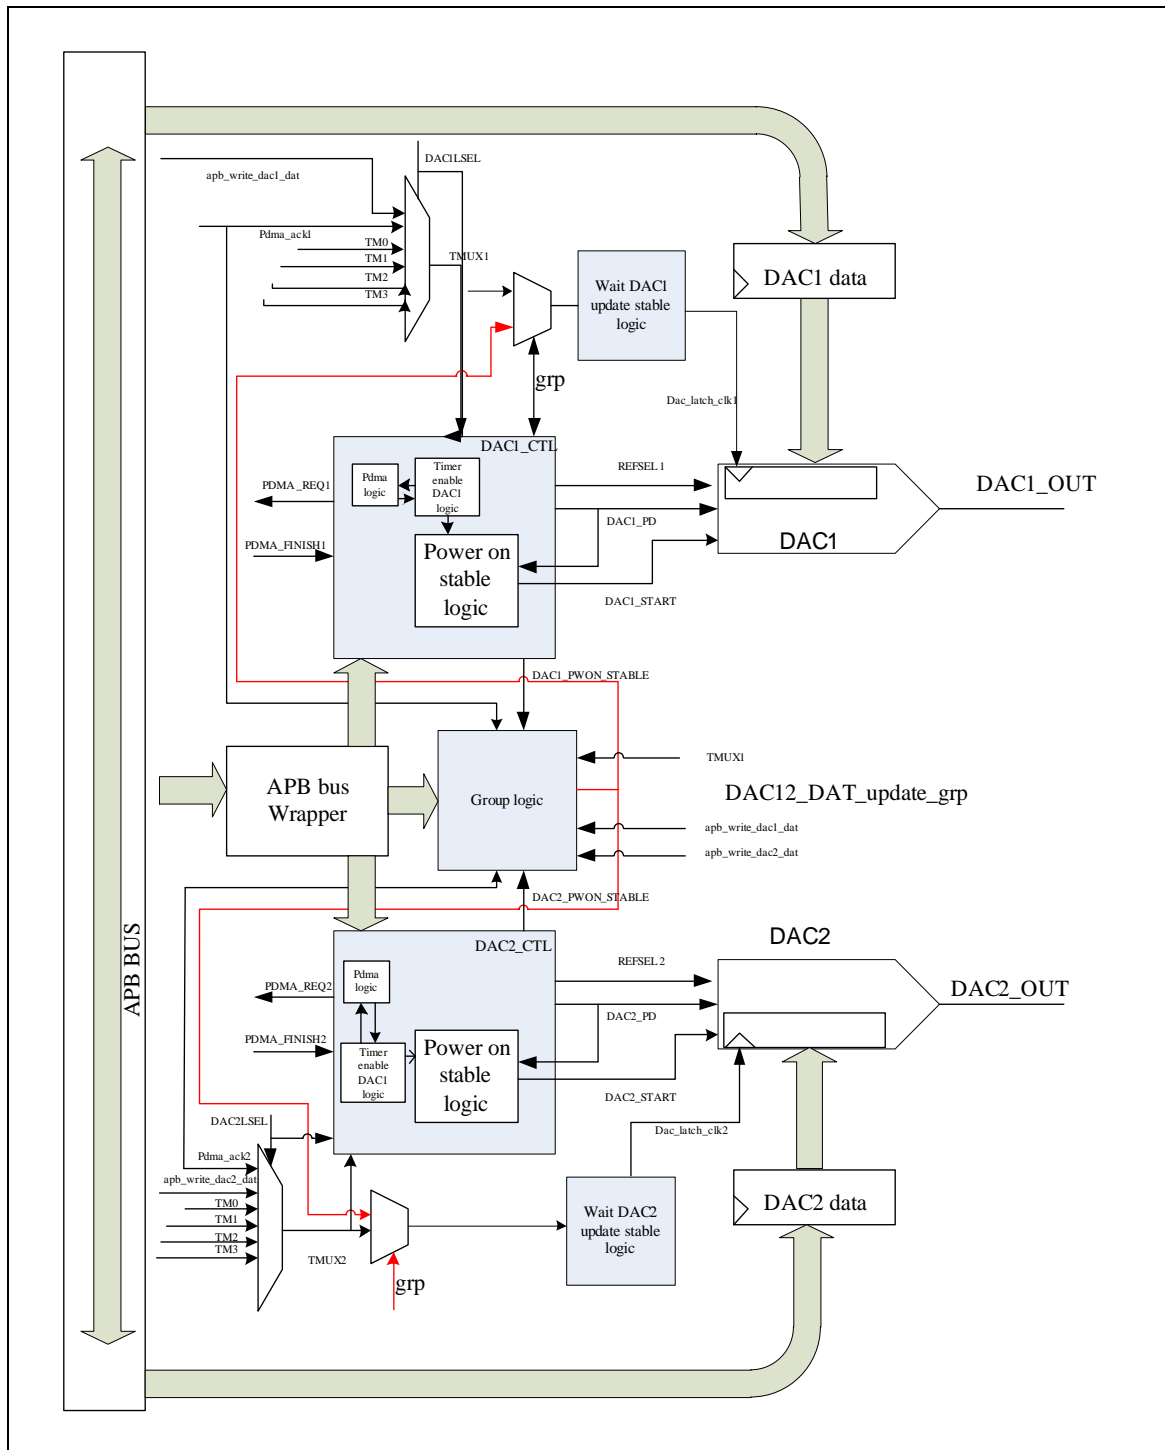 APB BUS
apb_write_dac1_dat
DAC1LSEL
Pdma_ack1
TM0
TM1
TM2
TM3
TMUX1
Wait DAC1
update stable
logic
DAC1 data
grp
Dac_latch_clk1
DAC1_CTL
Pdma
logic
Timer
enable
DAC1
logic
PDMA_REQ1
PDMA_FINISH1
Power on
stable
logic
REFSEL1
DAC1_PD
DAC1_START
DAC1
DAC1_OUT
DAC1_PWON_STABLE
APB bus
Wrapper
Group logic
TMUX1
DAC12_DAT_update_grp
apb_write_dac1_dat
apb_write_dac2_dat
DAC2_PWON_STABLE
DAC2_CTL
Pdma
logic
PDMA_REQ2
PDMA_FINISH2
Timer
enable
DAC1
logic
Power on
stable
logic
REFSEL2
DAC2_PD
DAC2_START
DAC2
DAC2_OUT
DAC2LSEL
Dac_latch_clk2
Pdma_ack2
apb_write_dac2_dat
TM0
TM1
TM2
TM3
TMUX2
grp
Wait DAC2
update stable
logic
DAC2 data